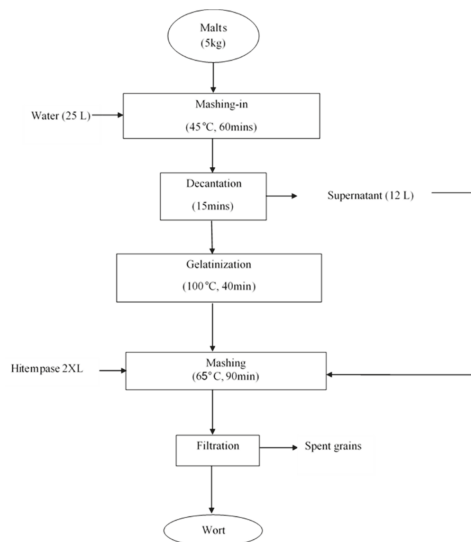 Malts
(5kg)
Mashing-in
Water (25 L)
(45°C, 60mins)
Decantation
Supernatant (12 L)
(15mins)
Gelatinization
(100°C, 40min)
Mashing
Hitempase 2XL
(65°C, 90min)
Filtration
Spent grains
Wort